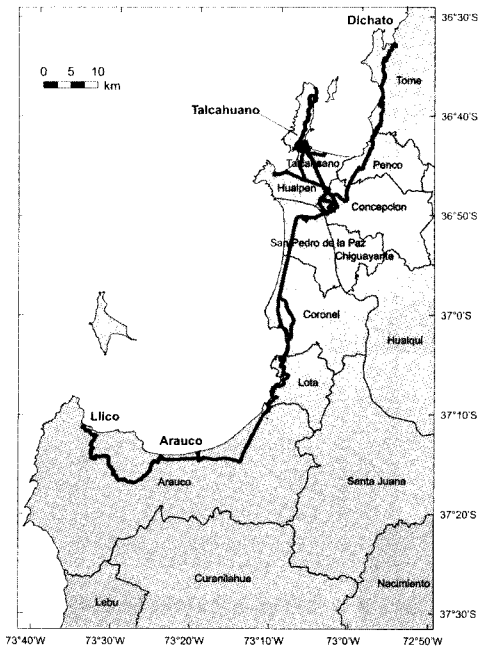 Dichato
36°30'S
0 5 10
km
Tome
Talcahuano
36°40'
Talcahuano
Penco
Hualpen
Concepcion
36°50'
San Pedro de la Paz
Chiguayante
37°0'S
Coronel
Hualqui
Lota
37°10'
Llico
Arauco
Arauco
Santa Juana
37°20'
Curanilahue
Nacimiento
Lebu
37°30'S
73°40'W 73°30'W 73°20'W 73°10'W 73°0'W 72°50'W